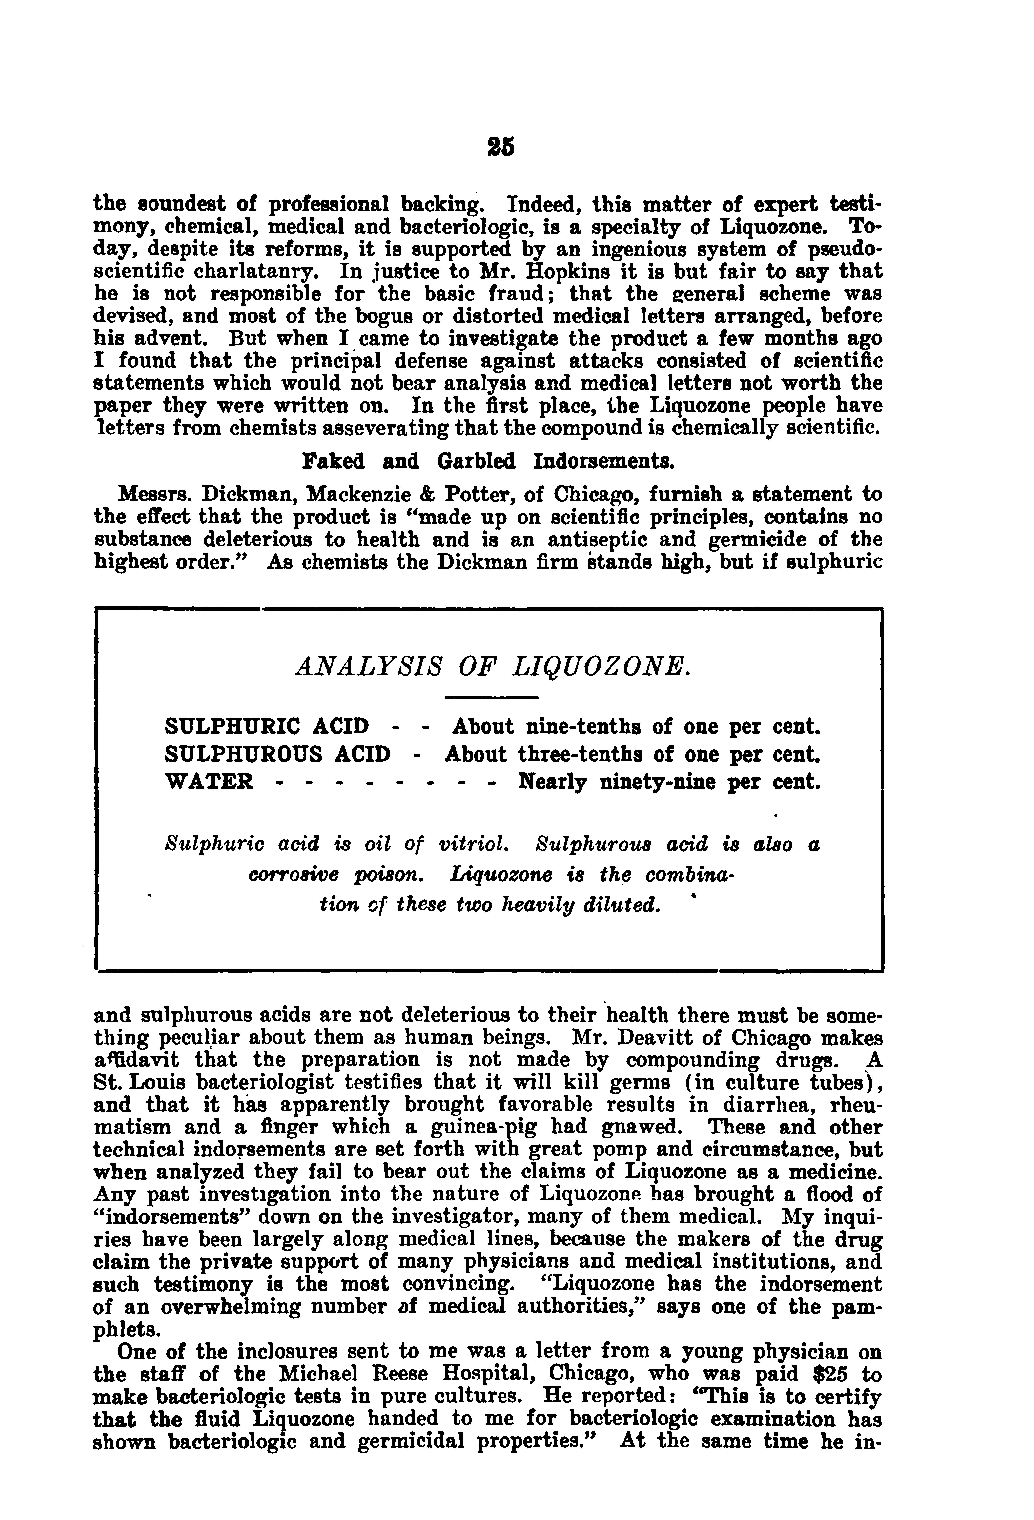 25
the soundest of professional backing. Indeed, this matter of expert testi-
mony, chemical, medical and bacteriologic, is a specialty of Liquozone. To-
day, despite its reforms, it is supported by an ingenious system of pseudo-
scientific charlatanry. In justice to Mr. Hopkins it is but fair to say that
he is not responsible for the basic fraud; that the general scheme was
devised, and most of the bogus or distorted medical letters arranged, before
his advent. But when I came to investigate the product a few months ago
I found that the principal defense against attacks consisted of scientific
statements which would not bear analysis and medical letters not worth the
paper they were written on. In the first place, the Liquozone people have
letters from chemists asseverating that the compound is chemically scientific.
Faked and Garbled Indorsements.
Messrs. Dickman, Mackenzie & Potter, of Chicago, furnish a statement to
the effect that the product is "made up on scientific principles, contains no
substance deleterious to health and is an antiseptic and germicide of the
highest order." As chemists the Dickman firm stands high, but if sulphuric
ANALYSIS OF LIQUOZONE.
SULPHURIC ACID - - About nine-tenths of one per cent.
SULPHUROUS ACID - About three-tenths of one per cent.
WATER - - - - - - - - Nearly ninety-nine per cent.
Sulphuric acid is oil of vitriol. Sulphurous acid is also a
corrosive poison. Liquozone is the combina-
tion of these two heavily diluted.
and sulphurous acids are not deleterious to their health there must be some-
thing peculiar about them as human beings. Mr. Deavitt of Chicago makes
affidavit that the preparation is not made by compounding drugs. A
St. Louis bacteriologist testifies that it will kill germs (in culture tubes),
and that it has apparently brought favorable results in diarrhea, rheu-
matism and a finger which a guinea-pig had gnawed. These and other
technical indorsements are set forth with great pomp and circumstance, but
when analyzed they fail to bear out the claims of Liquozone as a medicine.
Any past investigation into the nature of Liquozone has brought a flood of
"indorsements" down on the investigator, many of them medical. My inqui-
ries have been largely along medical lines, because the makers of the drug
claim the private support of many physicians and medical institutions, and
such testimony is the most convincing. "Liquozone has the indorsement
of an overwhelming number of medical authorities," says one of the pam-
phlets.
One of the inclosures sent to me was a letter from a young physician on
the staff of the Michael Reese Hospital, Chicago, who was paid $25 to
make bacteriologic tests in pure cultures. He reported: "This is to certify
that the fluid Liquozone handed to me for bacteriologic examination has
shown bacteriologic and germicidal properties." At the same time he in-